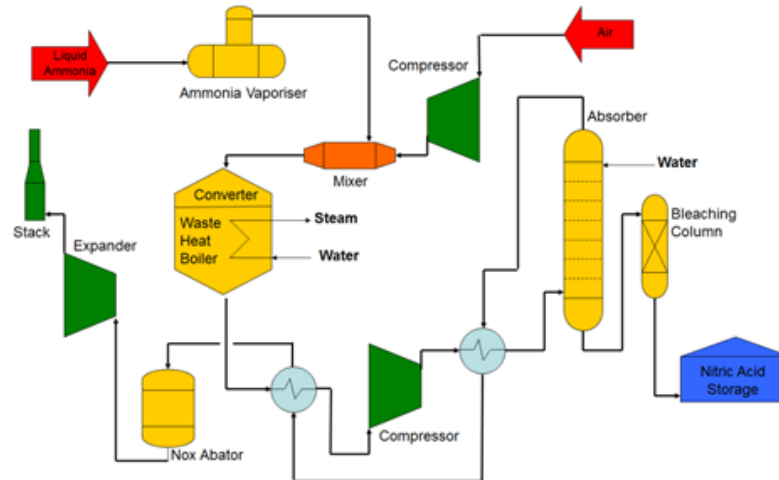 Liquid
Ammonia
Air
Compressor
Ammonia Vaporiser
Absorber
Mixer
Water
Converter
Waste
Heat
Boiler
Steam
Water
Bleaching
Column
Stack
Expander
Nitric Acid
Storage
Compressor
Nox Abator